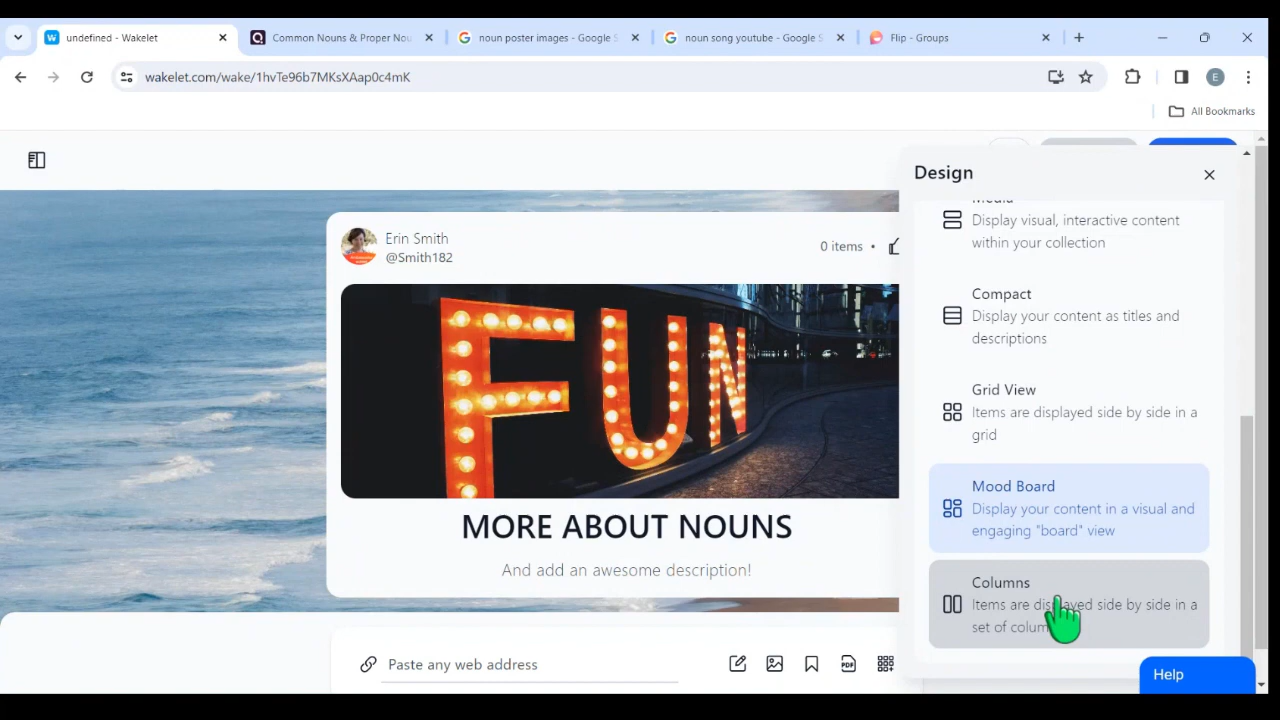 undefined - Wakelet
Common Nouns & Proper Nou
noun poster images - Google S
noun song youtube - Google S
Flip - Groups
wakelet.com/wake/1hvTe96b7MKsXAap0c4mK
E
All Bookmarks
Design
Media
Display visual, interactive content
within your collection
Compact
Display your content as titles and
descriptions
Grid View
Items are displayed side by side in a
grid
Mood Board
Display your content in a visual and
engaging "board" view
Columns
Items are displayed side by side in a
set of colum
Erin Smith
@Smith182
0 items •
FUN
MORE ABOUT NOUNS
And add an awesome description!
Paste any web address
PDF
Help